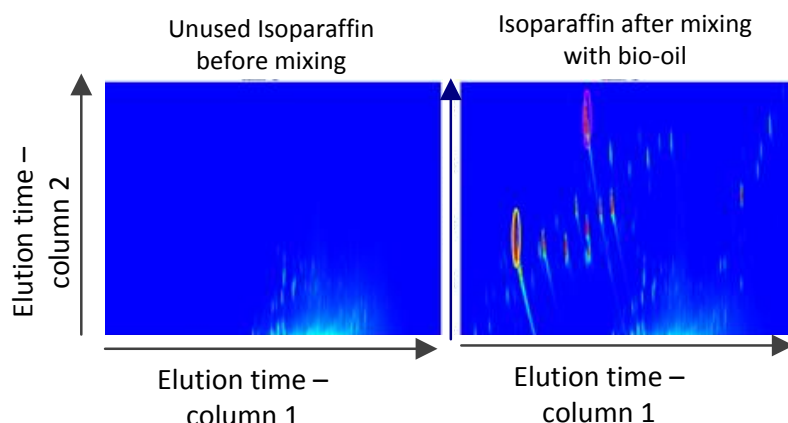 Unused Isoparaffin
before mixing
Isoparaffin after mixing
with bio-oil
Elution time –
column 2
Elution time –
column 1
Elution time –
column 1